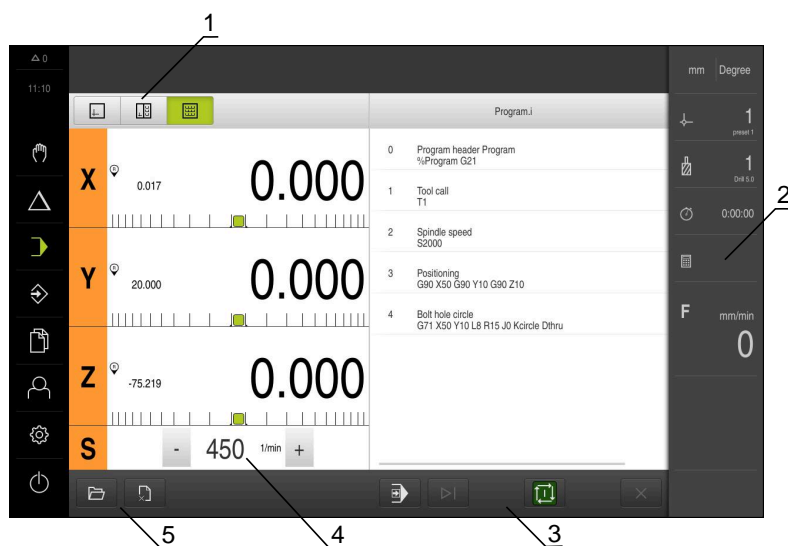 1
0
11:10
mm Degree
Program.i
1
preset 1
1
Drill 5.0
0:00:00
2
F mm/min
0
X R 0.017 0.000
Y R 20.000 0.000
Z R -75.219 0.000
S - 450 1/min +
0 Program header Program
%Program G21
1 Tool call
T1
2 Spindle speed
S2000
3 Positioning
G90 X50 G90 Y10 G90 Z10
4 Bolt hole circle
G71 X50 Y10 L8 R15 J0 Kcircle Dthru
5
4
3